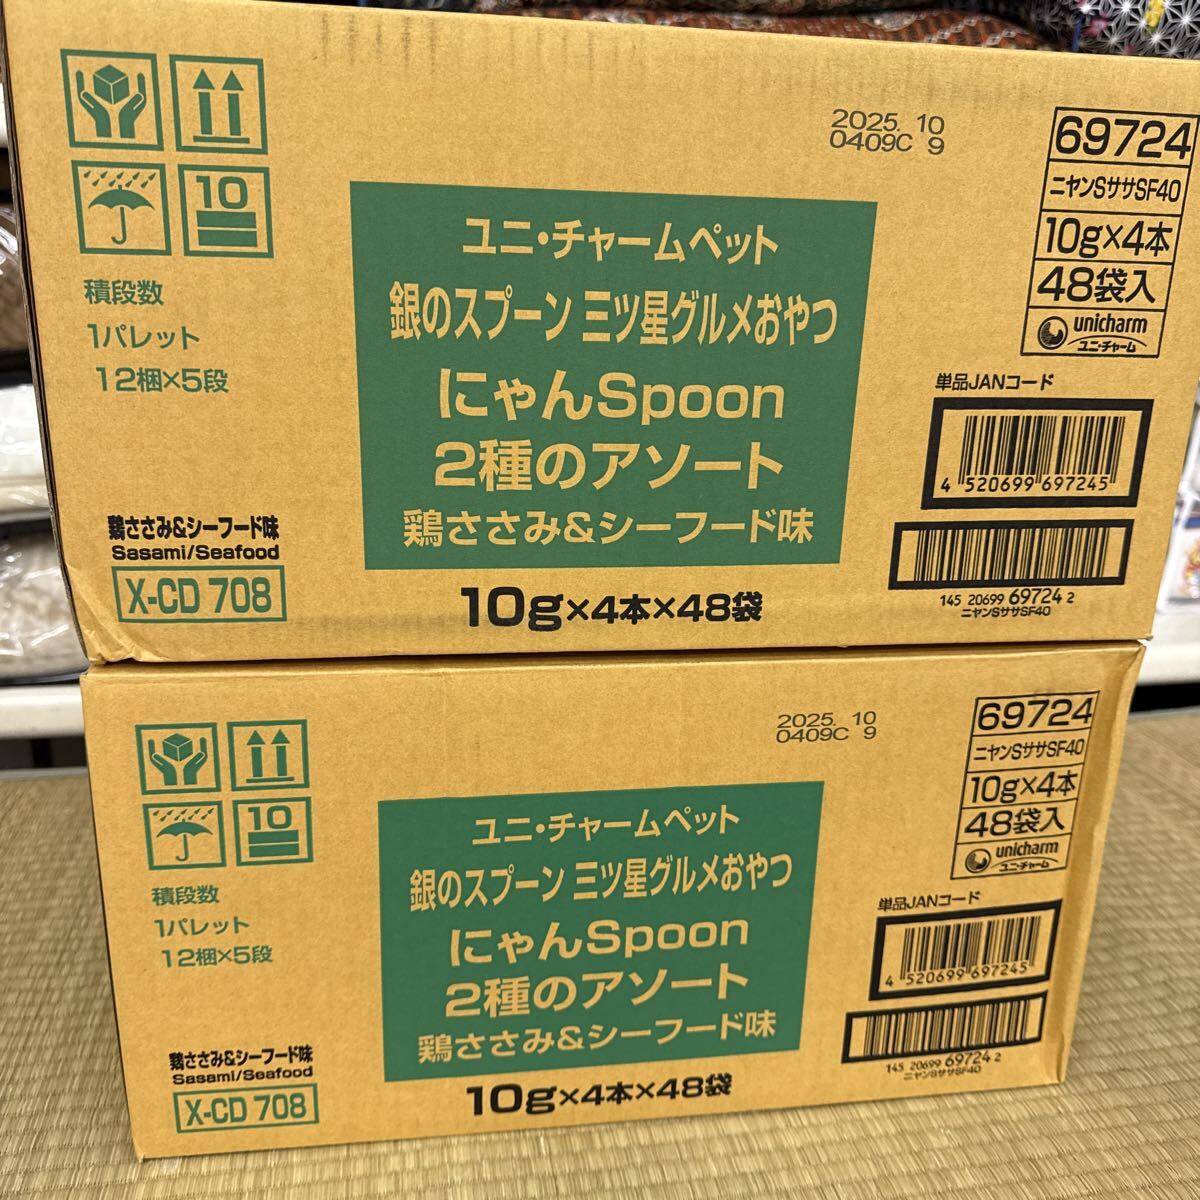 10
2025. 10
0409C 9
69724
ニヤンSササSF40
10g×4本
48袋入
unicharm
ユニ・チャーム
積段数
1パレット
12梱×5段
ユニ・チャームペット
銀のスプーン 三ツ星グルメおやつ
にゃんSpoon
2種のアソート
鶏ささみ&シーフード味
単品JANコード
4 520699 697245
鶏ささみ&シーフード味
Sasami/Seafood
X-CD 708
10g×4本×48袋
145 20699 69724 2
ニヤンSササSF40
10
2025. 10
0409C 9
69724
ニヤンSササSF40
10g×4本
48袋入
unicharm
ユニ・チャーム
積段数
1パレット
12梱×5段
ユニ・チャームペット
銀のスプーン 三ツ星グルメおやつ
にゃんSpoon
2種のアソート
鶏ささみ&シーフード味
単品JANコード
4 520699 697245
鶏ささみ&シーフード味
Sasami/Seafood
X-CD 708
10g×4本×48袋
145 20699 69724 2
ニヤンSササSF40